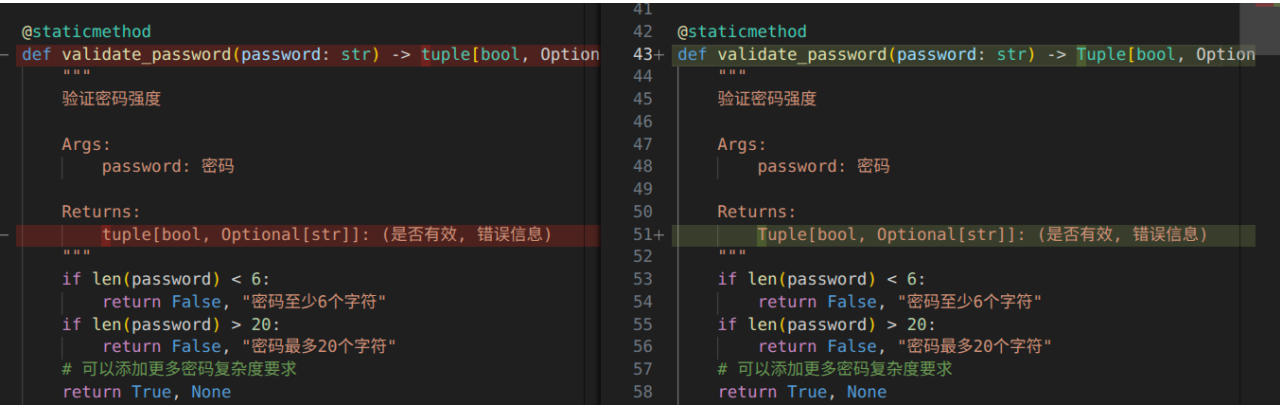 @staticmethod
def validate_password(password: str) -> tuple[bool, Option
"""
验证密码强度
Args:
password: 密码
Returns:
tuple[bool, Optional[str]]: (是否有效, 错误信息)
"""
if len(password) < 6:
return False, "密码至少6个字符"
if len(password) > 20:
return False, "密码最多20个字符"
# 可以添加更多密码复杂度要求
return True, None
41
42 @staticmethod
43+ def validate_password(password: str) -> Tuple[bool, Option
44 """
45 验证密码强度
46
47 Args:
48 password: 密码
49
50 Returns:
51+ Tuple[bool, Optional[str]]: (是否有效, 错误信息)
52 """
53 if len(password) < 6:
54 return False, "密码至少6个字符"
55 if len(password) > 20:
56 return False, "密码最多20个字符"
57 # 可以添加更多密码复杂度要求
58 return True, None